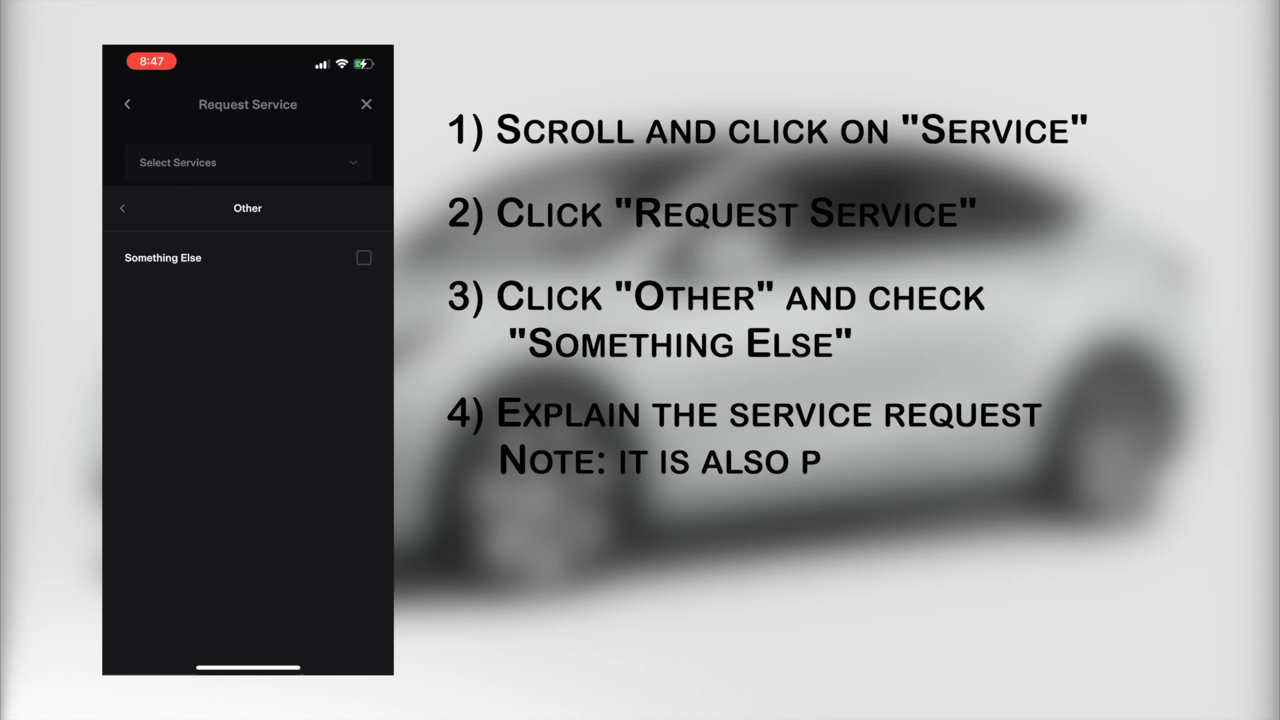 8:47
Request Service
Select Services
Other
Something Else
1) Scroll and click on "Service"
2) Click "Request Service"
3) Click "Other" and check
"Something Else"
4) Explain the service request
Note: it is also p